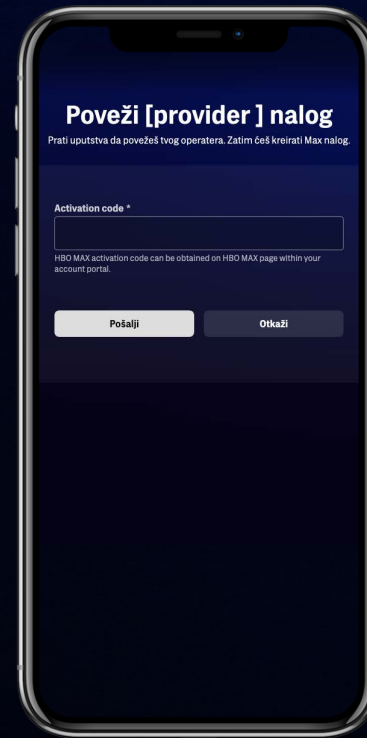 Poveži [provider ] nalog
Prati uputstva da povežeš tvog operatera. Zatim ćeš kreirati Max nalog.
Activation code *
HBO MAX activation code can be obtained on HBO MAX page within your
account portal.
Pošalji
Otkaži